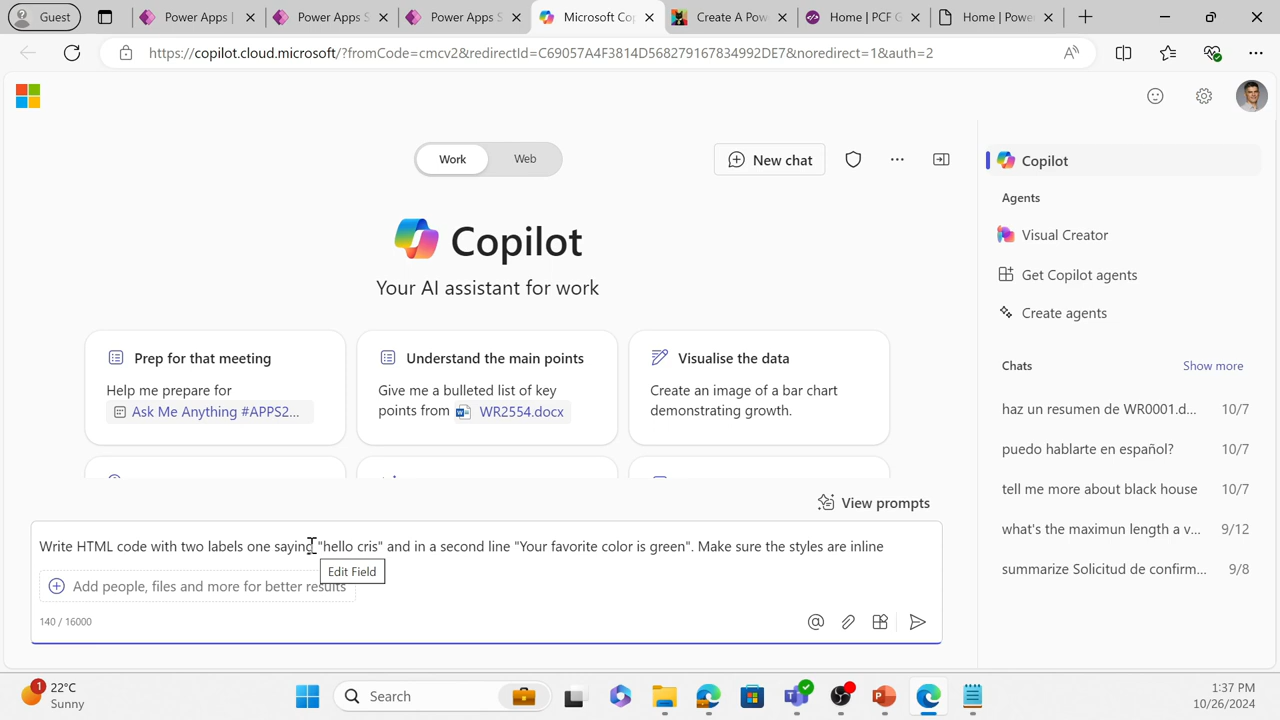 Guest
Power Apps |
Power Apps S
Power Apps S
Microsoft Co
Create A Pow
Home | PCF G
Home | Powe
https://copilot.cloud.microsoft/?fromCode=cmcv2&redirectId=C69057A4F3814D568279167834992DE7&noredirect=1&auth=2
Work
Web
New chat
Copilot
Your AI assistant for work
Prep for that meeting
Help me prepare for
Ask Me Anything #APPS2...
Understand the main points
Give me a bulleted list of key
points from WR2554.docx
Visualise the data
Create an image of a bar chart
demonstrating growth.
View prompts
Write HTML code with two labels one saying "hello cris" and in a second line "Your favorite color is green". Make sure the styles are inline
Edit Field
Add people, files and more for better results
140 / 16000
Copilot
Agents
Visual Creator
Get Copilot agents
Create agents
Chats
Show more
haz un resumen de WR0001.d... 10/7
puedo hablarte en español? 10/7
tell me more about black house 10/7
what's the maximun length a v... 9/12
summarize Solicitud de confirm... 9/8
1
22°C
Sunny
Search
1:37 PM
10/26/2024